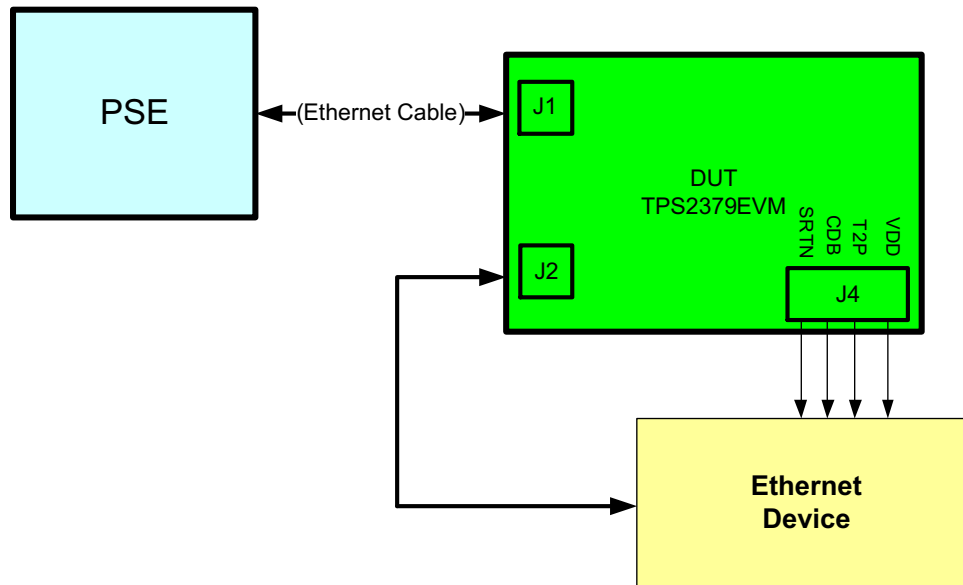 PSE
(Ethernet Cable)
J1
DUT
TPS2379EVM
SRTN
CDB
T2P
VDD
J2
J4
Ethernet
Device